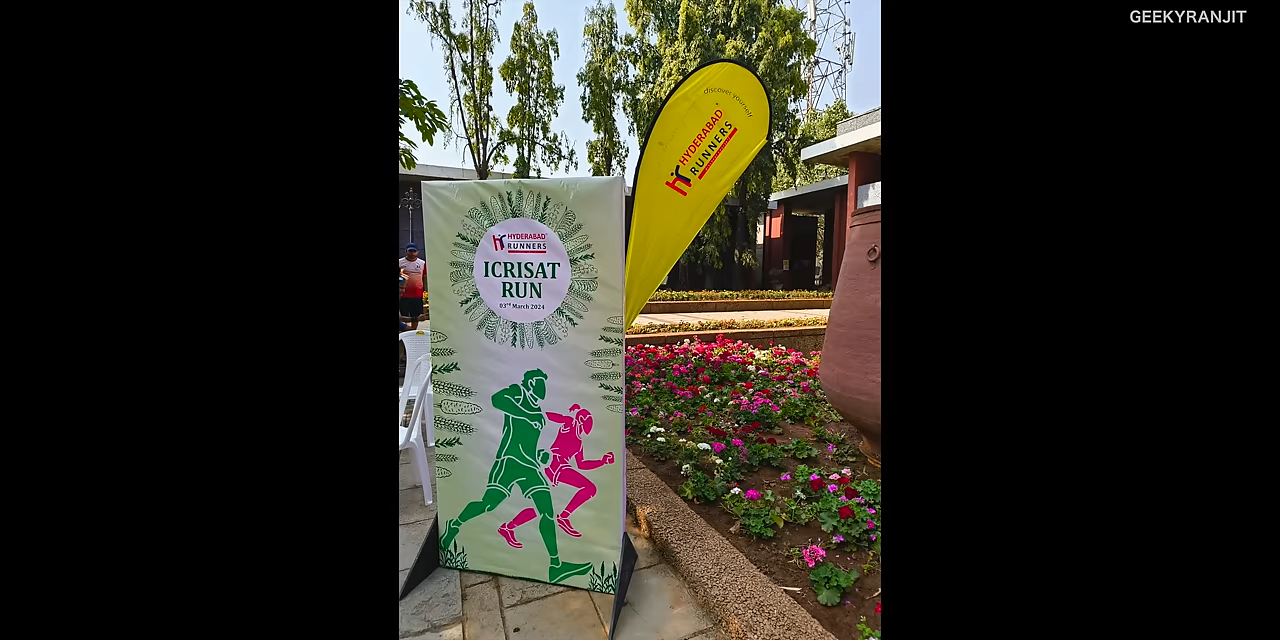 GEEKYRANJIT
discover yourself
HYDERABAD
RUNNERS
HYDERABAD
RUNNERS
ICRISAT
RUN
03rd March 2024